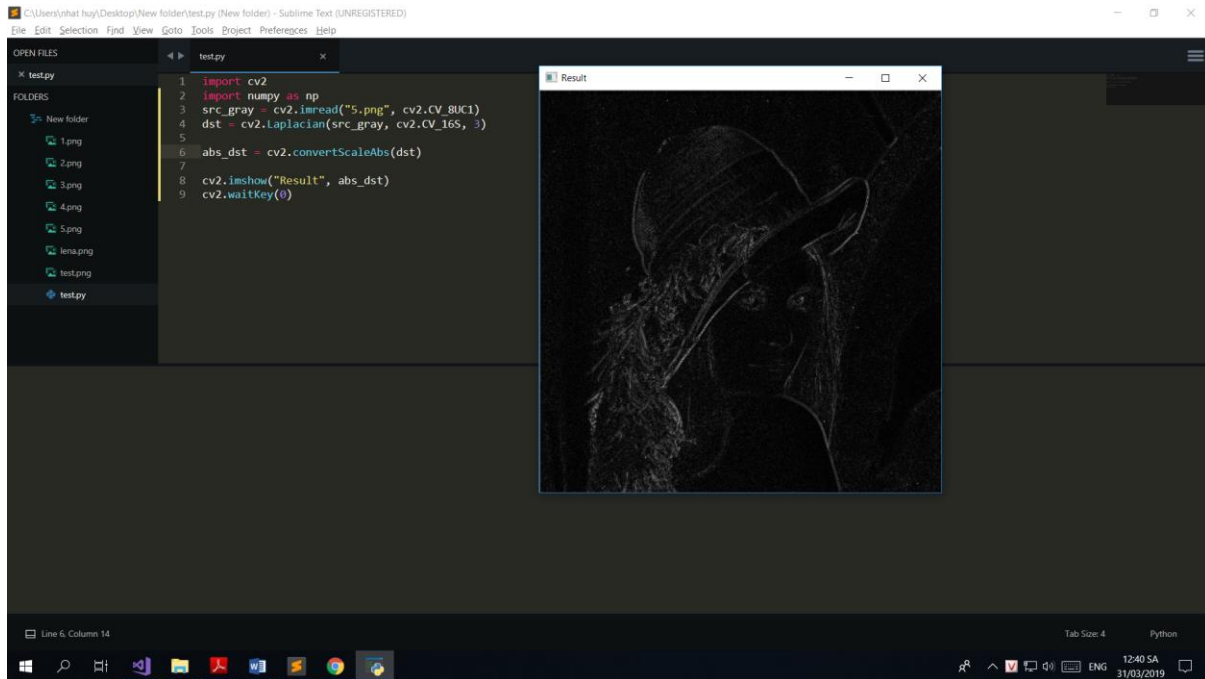 C:\Users\nhat huy\Desktop\New folder\test.py (New folder) - Sublime Text (UNREGISTERED)
File Edit Selection Find View Goto Tools Project Preferences Help
OPEN FILES
test.py
FOLDERS
New folder
1.png
2.png
3.png
4.png
5.png
lena.png
test.png
test.py
test.py
1 import cv2
2 import numpy as np
3 src_gray = cv2.imread("5.png", cv2.CV_8UC1)
4 dst = cv2.Laplacian(src_gray, cv2.CV_16S, 3)
5
6 abs_dst = cv2.convertScaleAbs(dst)
7
8 cv2.imshow("Result", abs_dst)
9 cv2.waitKey(0)
Result
Line 6, Column 14
Tab Size: 4 Python
V ENG 12:40 SA
31/03/2019